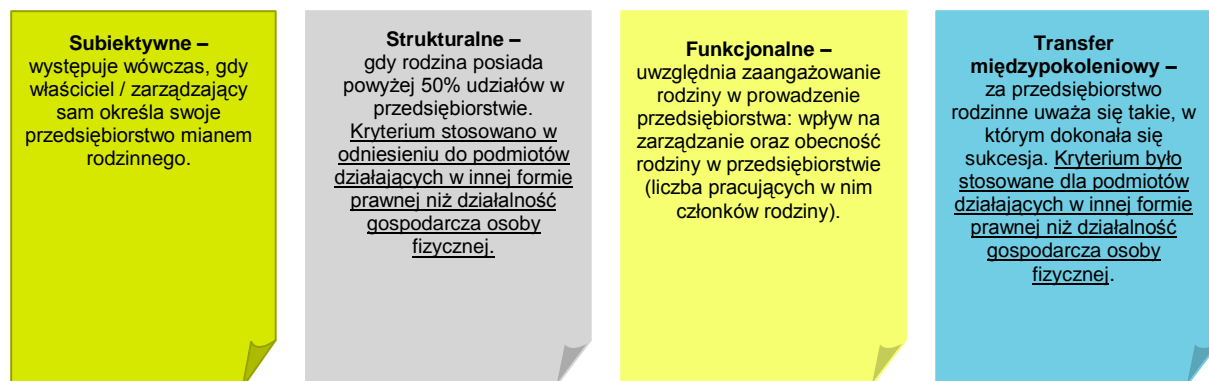 Subiektywne –
występuje wówczas, gdy
właściciel / zarządzający
sam określa swoje
przedsiębiorstwo mianem
rodzinnego.
Strukturalne –
gdy rodzina posiada
powyżej 50% udziałów w
przedsiębiorstwie.
Kryterium stosowano w
odniesieniu do podmiotów
działających w innej formie
prawnej niż działalność
gospodarcza osoby
fizycznej.
Funkcjonalne –
uwzględnia zaangażowanie
rodziny w prowadzenie
przedsiębiorstwa: wpływ na
zarządzanie oraz obecność
rodziny w przedsiębiorstwie
(liczba pracujących w nim
członków rodziny).
Transfer
międzypokoleniowy –
za przedsiębiorstwo
rodzinne uważa się takie, w
którym dokonała się
sukcesja. Kryterium było
stosowane dla podmiotów
działających w innej formie
prawnej niż działalność
gospodarcza osoby
fizycznej.